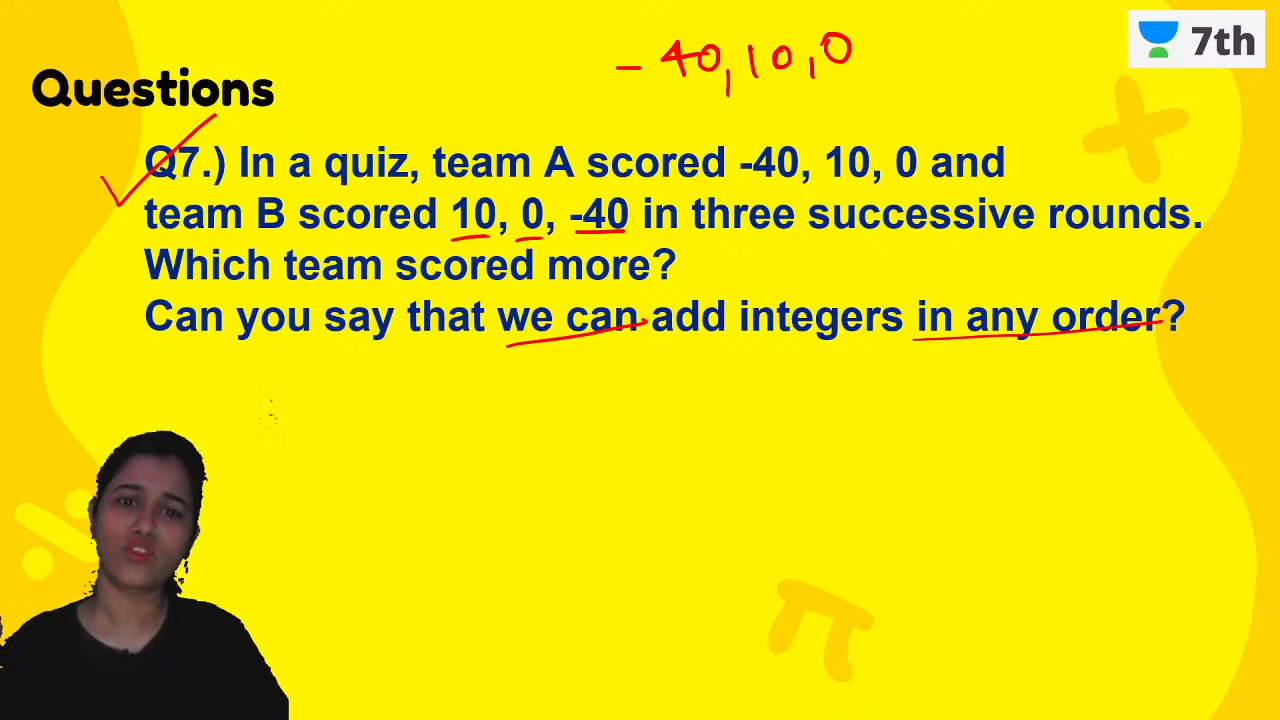 - 40, 10, 0
7th
Questions
Q7.) In a quiz, team A scored -40, 10, 0 and
team B scored 10, 0, -40 in three successive rounds.
Which team scored more?
Can you say that we can add integers in any order?